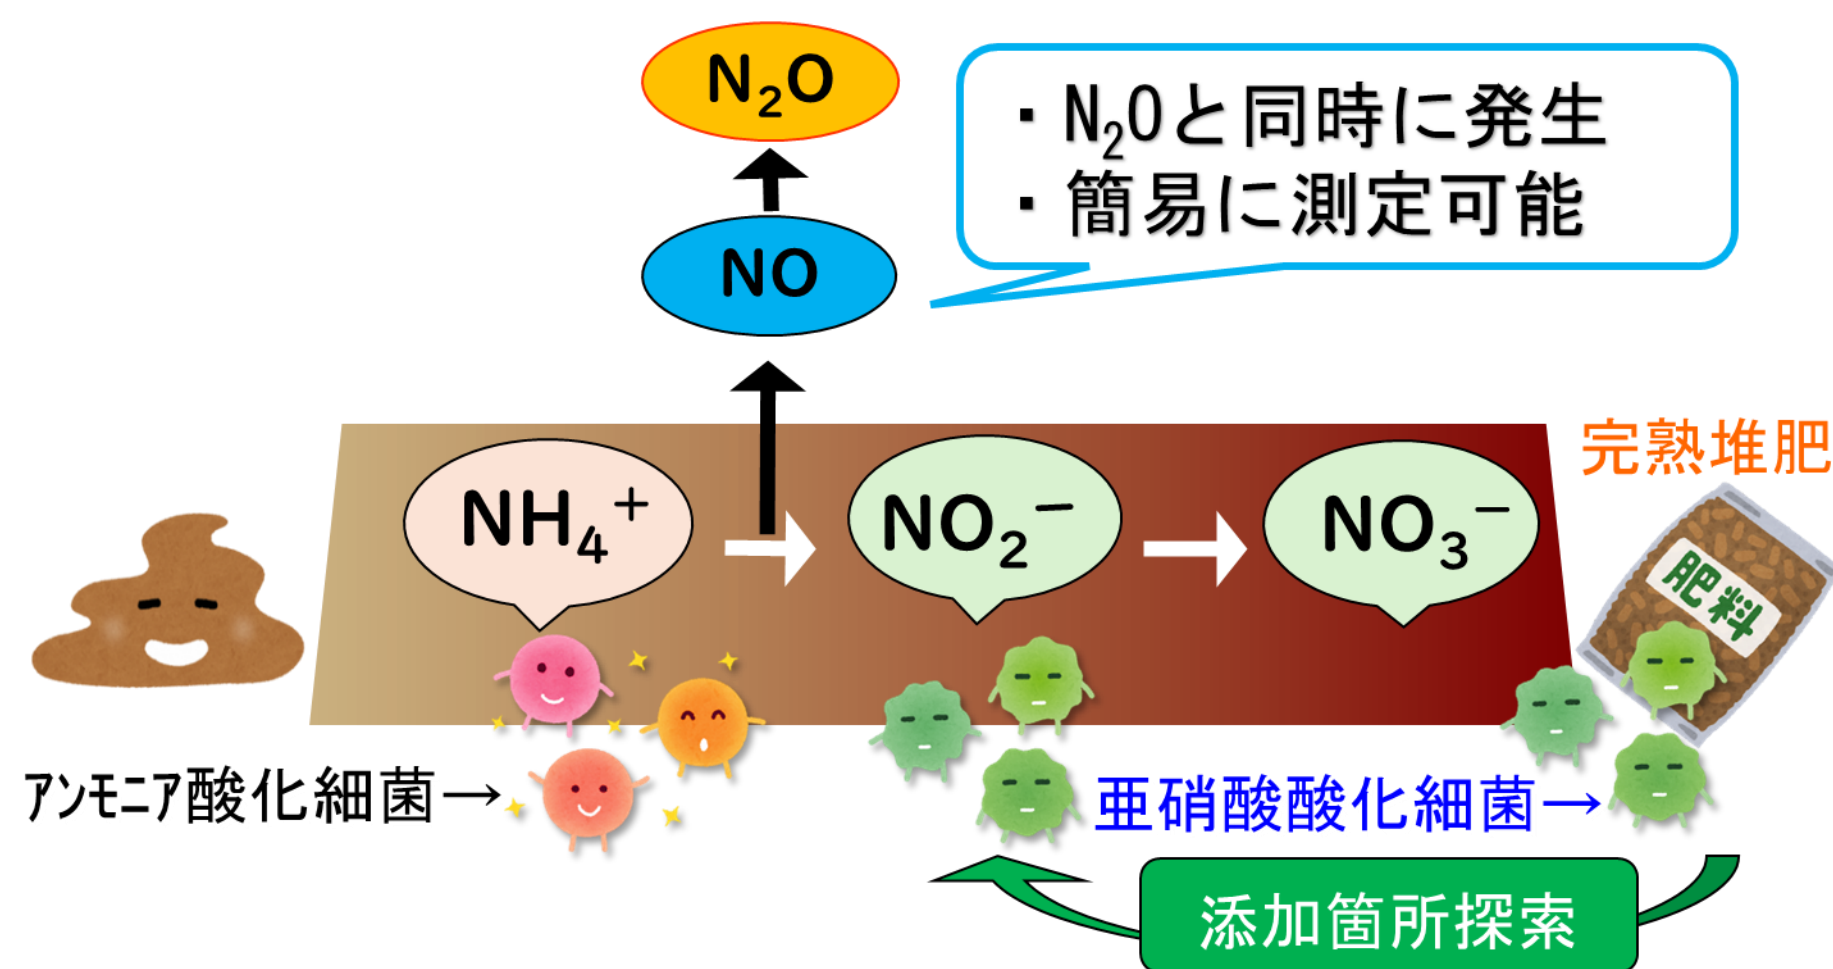 N₂O
・N₂Oと同時に発生
・簡易に測定可能
NO
完熟堆肥
NH₄⁺
NO₂⁻
NO₃⁻
肥料
アンモニア酸化細菌→
亜硝酸酸化細菌→
添加箇所探索